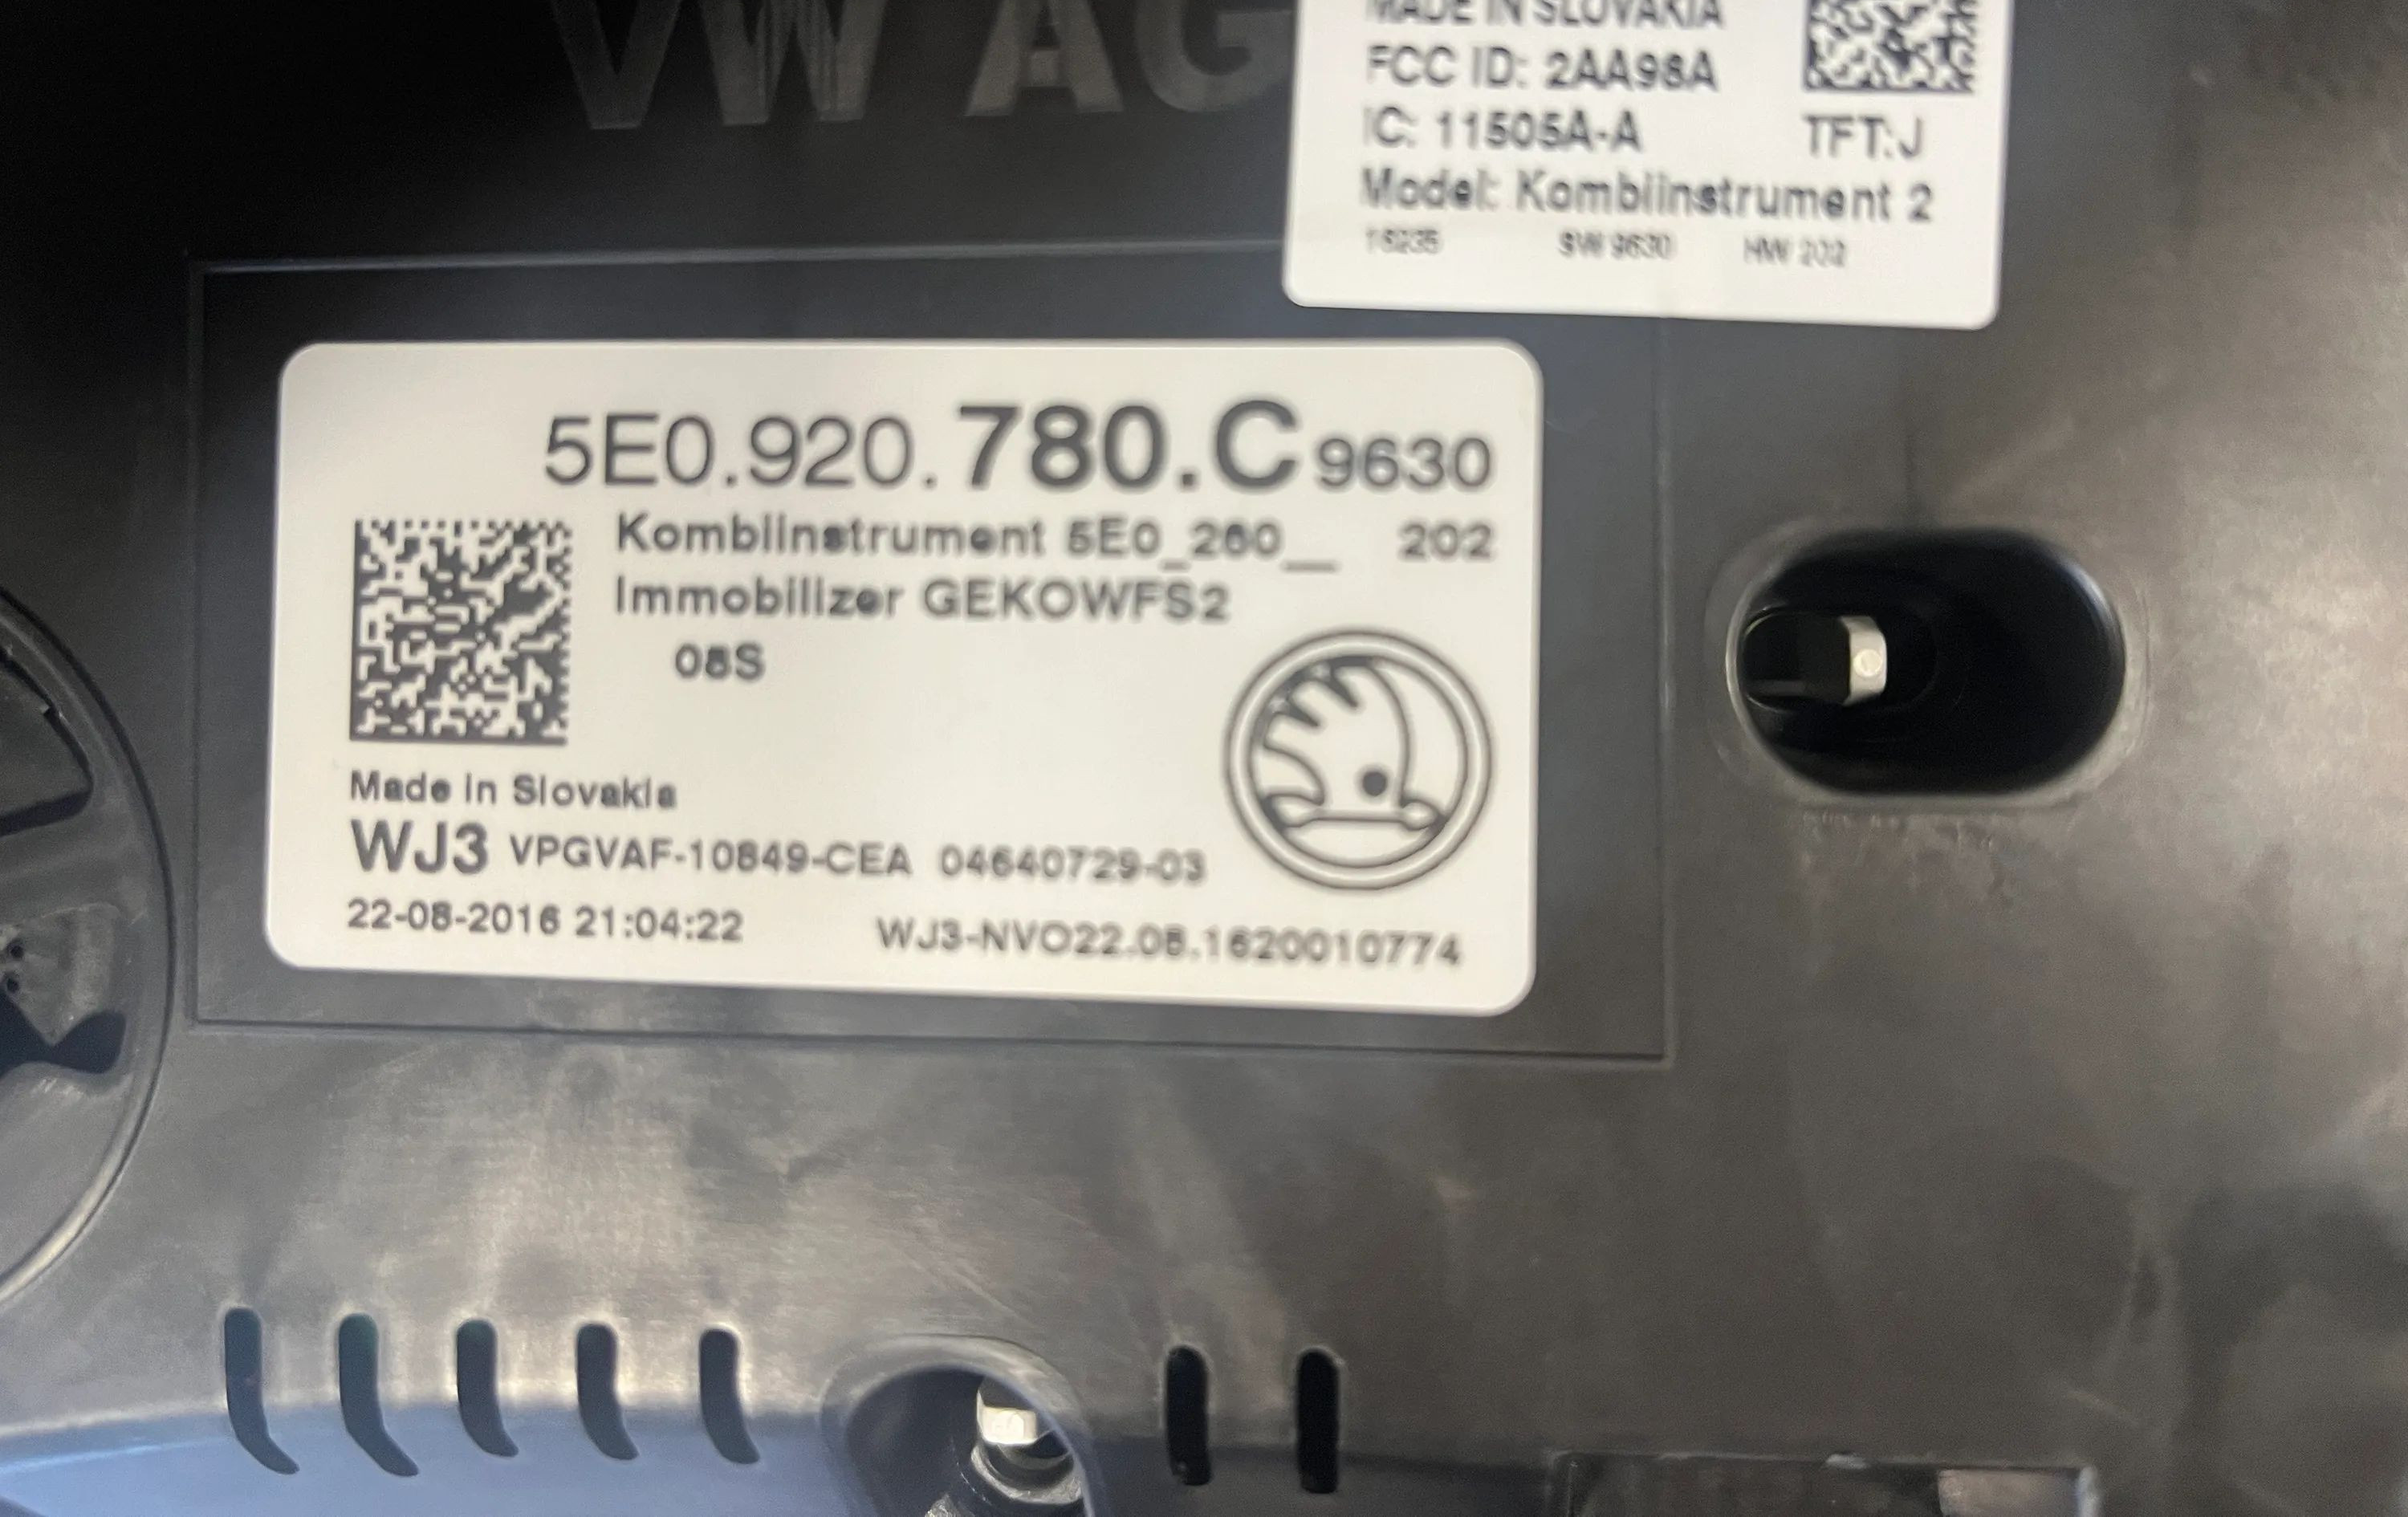 VW AG
MADE IN SLOVAKIA
FCC ID: 2AA98A
IC: 11505A-A
TFT:J
Model: Kombiinstrument 2
16235 SW 9630 HW 202
5E0.920.780.C 9630
Kombiinstrument 5E0_260__ 202
Immobilizer GEKOWFS2
08S
Made in Slovakia
WJ3 VPGVAF-10849-CEA 04640729-03
22-08-2016 21:04:22 WJ3-NVO22.08.1620010774